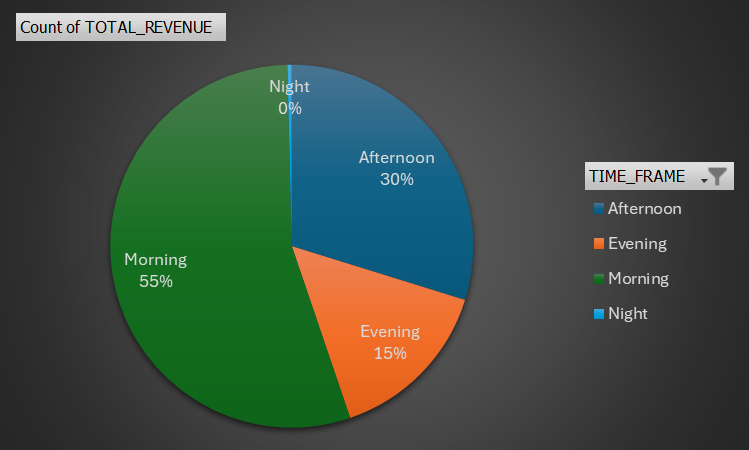 Count of TOTAL_REVENUE
Night
0%
Afternoon
30%
Morning
55%
Evening
15%
TIME_FRAME
Afternoon
Evening
Morning
Night